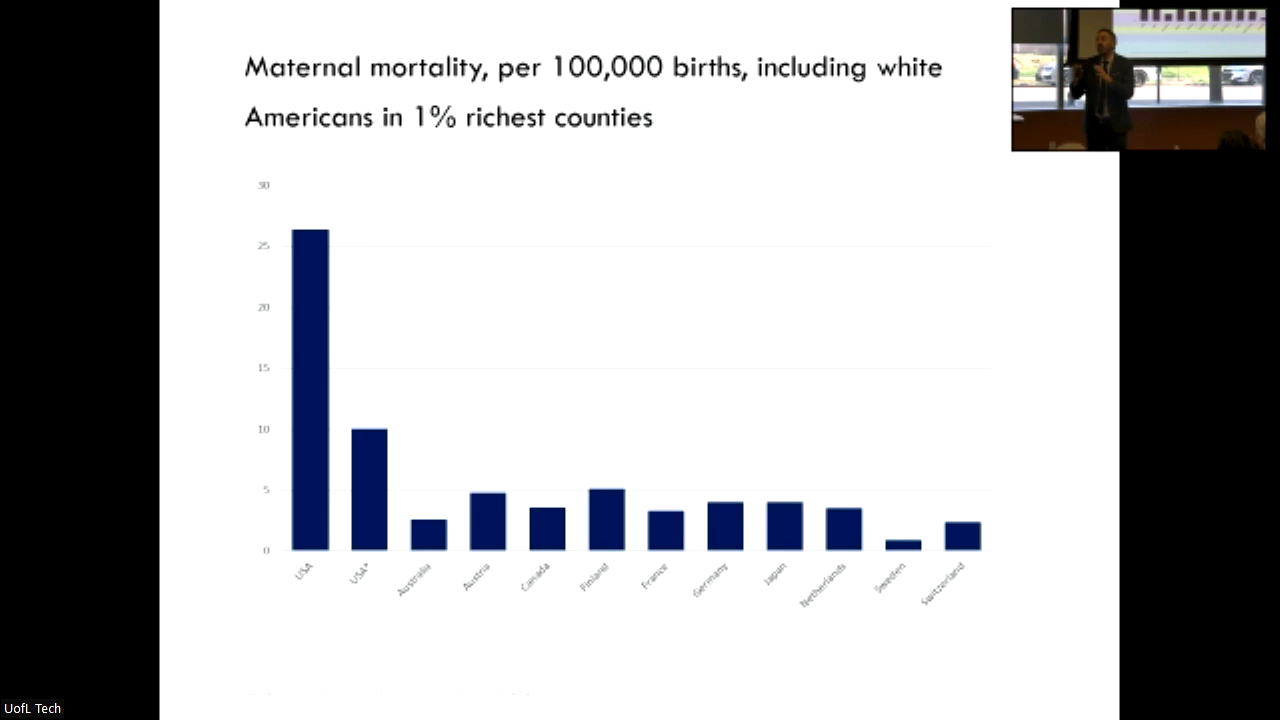 Maternal mortality, per 100,000 births, including white
Americans in 1% richest counties
30
25
20
15
10
5
0
USA
USA*
Australia
Austria
Canada
Finland
France
Germany
Japan
Netherlands
Sweden
Switzerland
UofL Tech